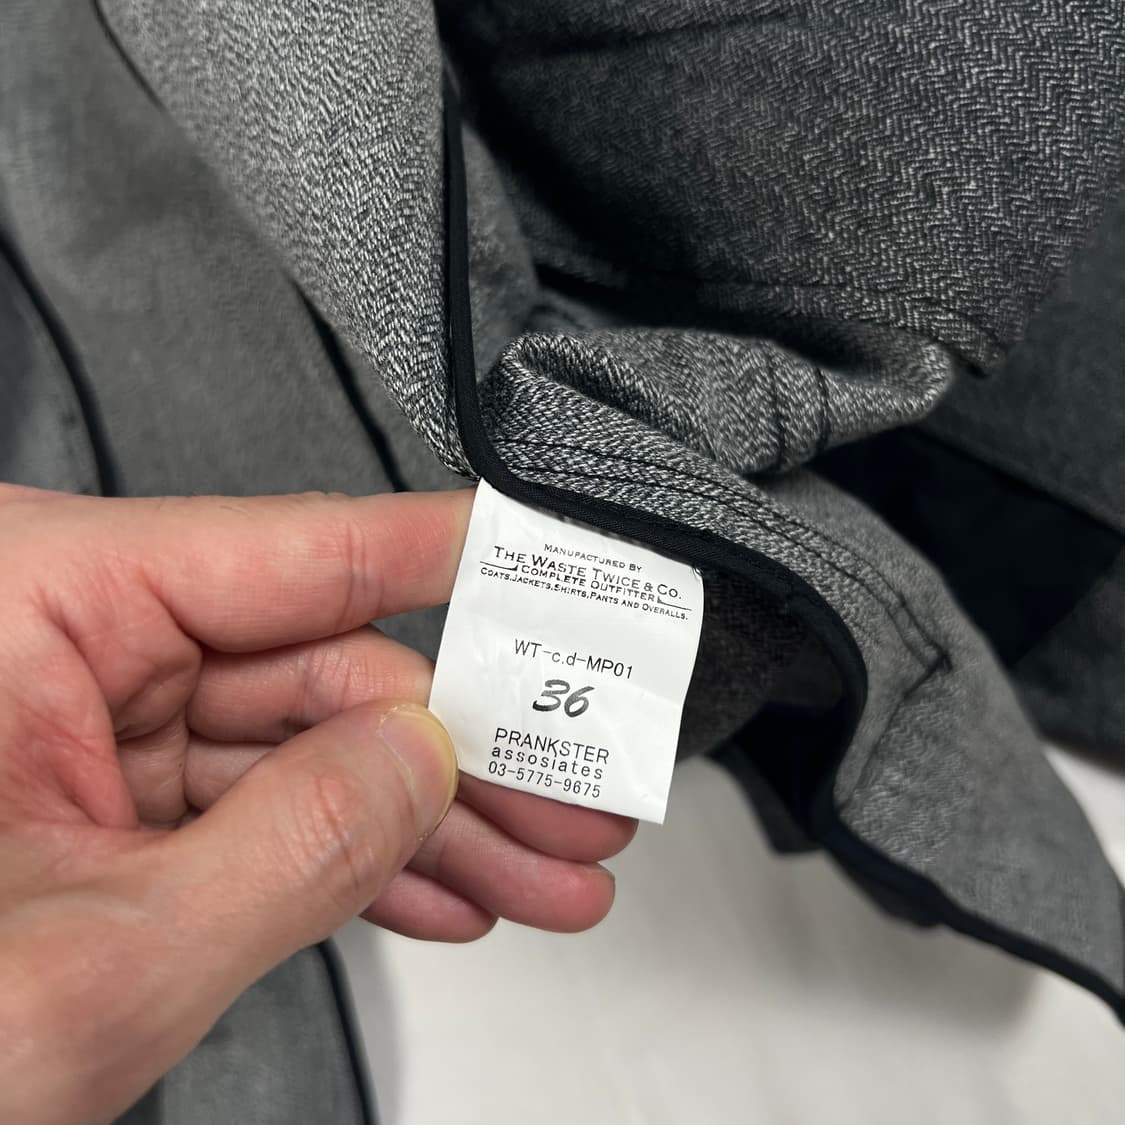 MANUFACTURED BY
THE WASTE TWICE & CO.
COMPLETE OUTFITTER
COATS.JACKETS.SHIRTS.PANTS AND OVERALLS.
WT-c.d-MP01
36
PRANKSTER
assosiates
03-5775-9675